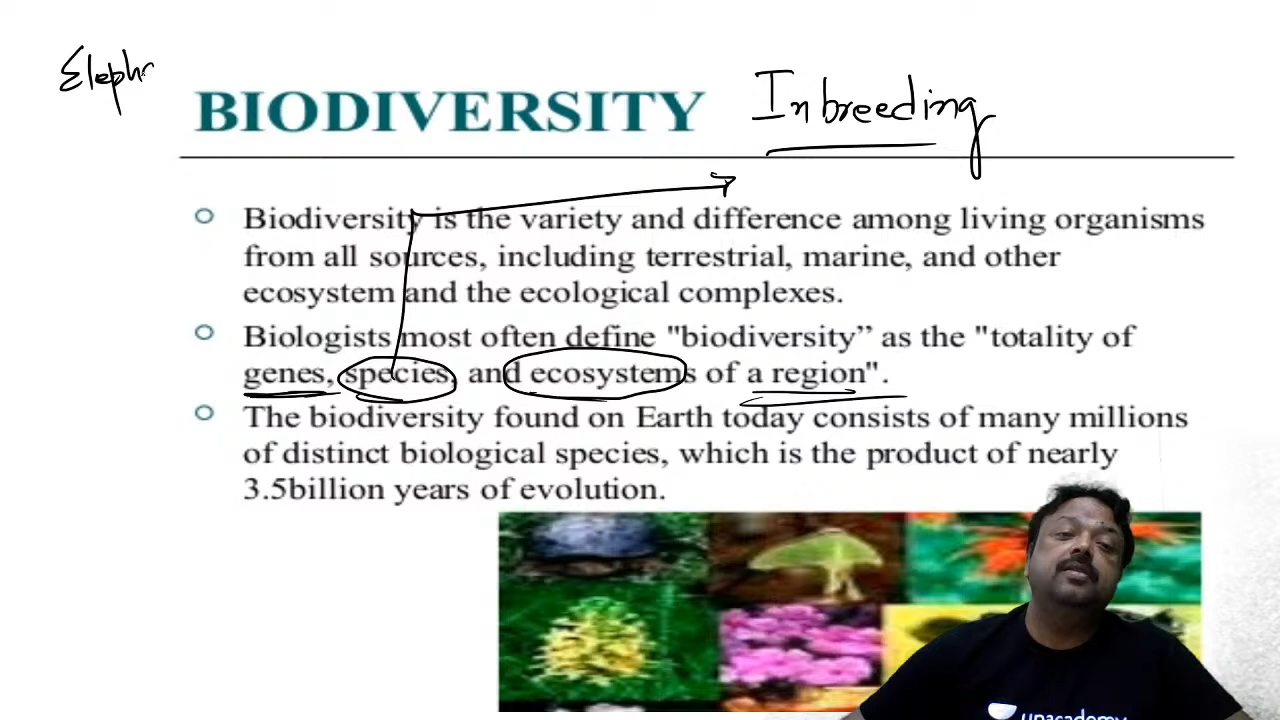 Eleph
BIODIVERSITY Inbreeding
Biodiversity is the variety and difference among living organisms
from all sources, including terrestrial, marine, and other
ecosystem and the ecological complexes.
Biologists most often define "biodiversity” as the "totality of
genes, species, and ecosystems of a region".
The biodiversity found on Earth today consists of many millions
of distinct biological species, which is the product of nearly
3.5billion years of evolution.
unacademy